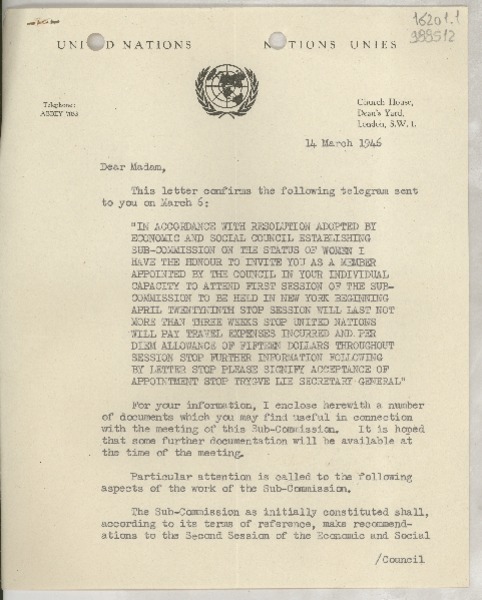 16201.1
UNI D NATIONS N TIONS UNIES
Telephone:
ABBEY
Church House,
Dean's Yard,
London, S.W. 1.
14 March 1946
Dear Madam,
This letter confirms the following telegram sent
to you on March 6:
"IN ACCORDANCE WITH RESOLUTION ADOPTED BY
ECONOMIC AND SOCIAL COUNCIL ESTABLISHING
SUB-COMMISSION ON THE STATUS OF WOMEN I
HAVE THE HONOUR TO INVITE YOU AS A MEMBER
APPOINTED BY THE COUNCIL IN YOUR INDIVIDUAL
CAPACITY TO ATTEND FIRST SESSION OF THE SUB-
COMMISSION TO BE HELD IN NEW YORK BEGINNING
APRIL TWENTYNINTH STOP SESSION WILL LAST NOT
MORE THAN THREE WEEKS STOP UNITED NATIONS
WILL PAY TRAVEL EXPENSES INCURRED AND PER
DIEM ALLOWANCE OF FIFTEEN DOLLARS THROUGHOUT
SESSION STOP FURTHER INFORMATION FOLLOWING
BY LETTER STOP PLEASE SIGNIFY ACCEPTANCE OF
APPOINTMENT STOP TRYGVE LIE SECRETARY-GENERAL"
For your information, I enclose herewith a number
of documents which you may find useful in connection
with the meeting of this Sub-Commission. It is hoped
that some further documentation will be available at
the time of the meeting.
Particular attention is called to the following
aspects of the work of the Sub-Commission.
The Sub-Commission as initially constituted shall,
according to its terms of reference, make recommend-
ations to the Second Session of the Economic and Social
/Council